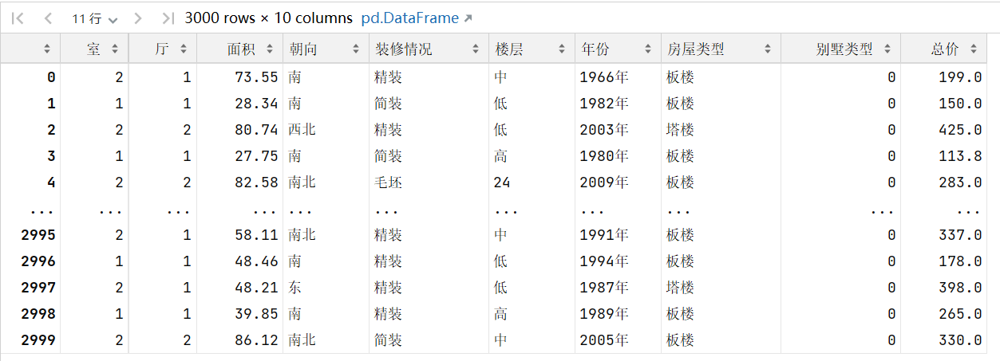 11 行 3000 rows × 10 columns pd.DataFrame
室 厅 面积 朝向 装修情况 楼层 年份 房屋类型 别墅类型 总价
0 2 1 73.55 南 精装 中 1966年 板楼 0 199.0
1 1 1 28.34 南 简装 低 1982年 板楼 0 150.0
2 2 2 80.74 西北 精装 低 2003年 塔楼 0 425.0
3 1 1 27.75 南 简装 高 1980年 板楼 0 113.8
4 2 2 82.58 南北 毛坯 24 2009年 板楼 0 283.0
... ... ... ... ... ... ... ... ... ... ...
2995 2 1 58.11 南北 精装 中 1991年 板楼 0 337.0
2996 1 1 48.46 南 精装 低 1994年 板楼 0 178.0
2997 2 1 48.21 东 精装 低 1987年 塔楼 0 398.0
2998 1 1 39.85 南 精装 高 1989年 板楼 0 265.0
2999 2 2 86.12 南北 简装 中 2005年 板楼 0 330.0